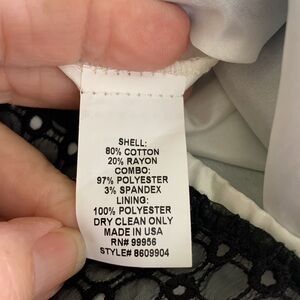 SHELL:
80% COTTON
20% RAYON
COMBO:
97% POLYESTER
3% SPANDEX
LINING:
100% POLYESTER
DRY CLEAN ONLY
MADE IN USA
RN# 99956
STYLE# 8609904